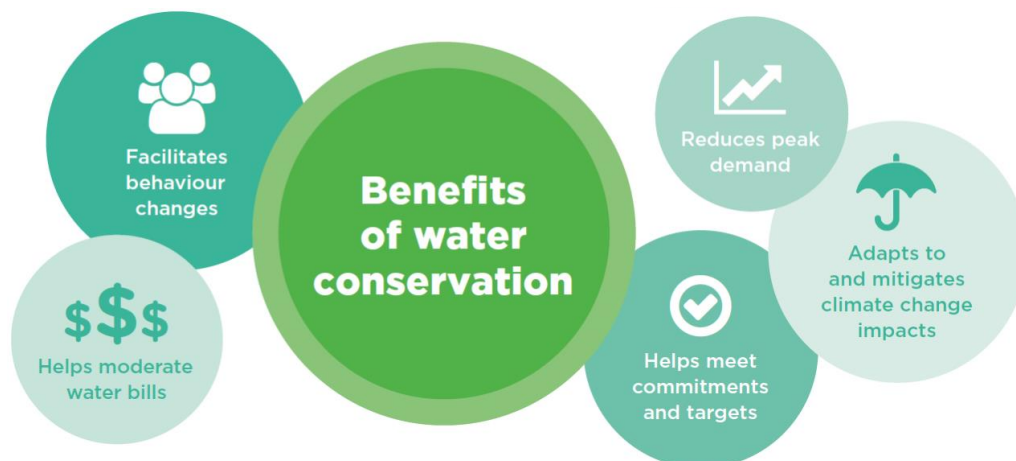 Facilitates
behaviour
changes
$$$
Helps moderate
water bills
Benefits
of water
conservation
Reduces peak
demand
Helps meet
commitments
and targets
Adapts to
and mitigates
climate change
impacts